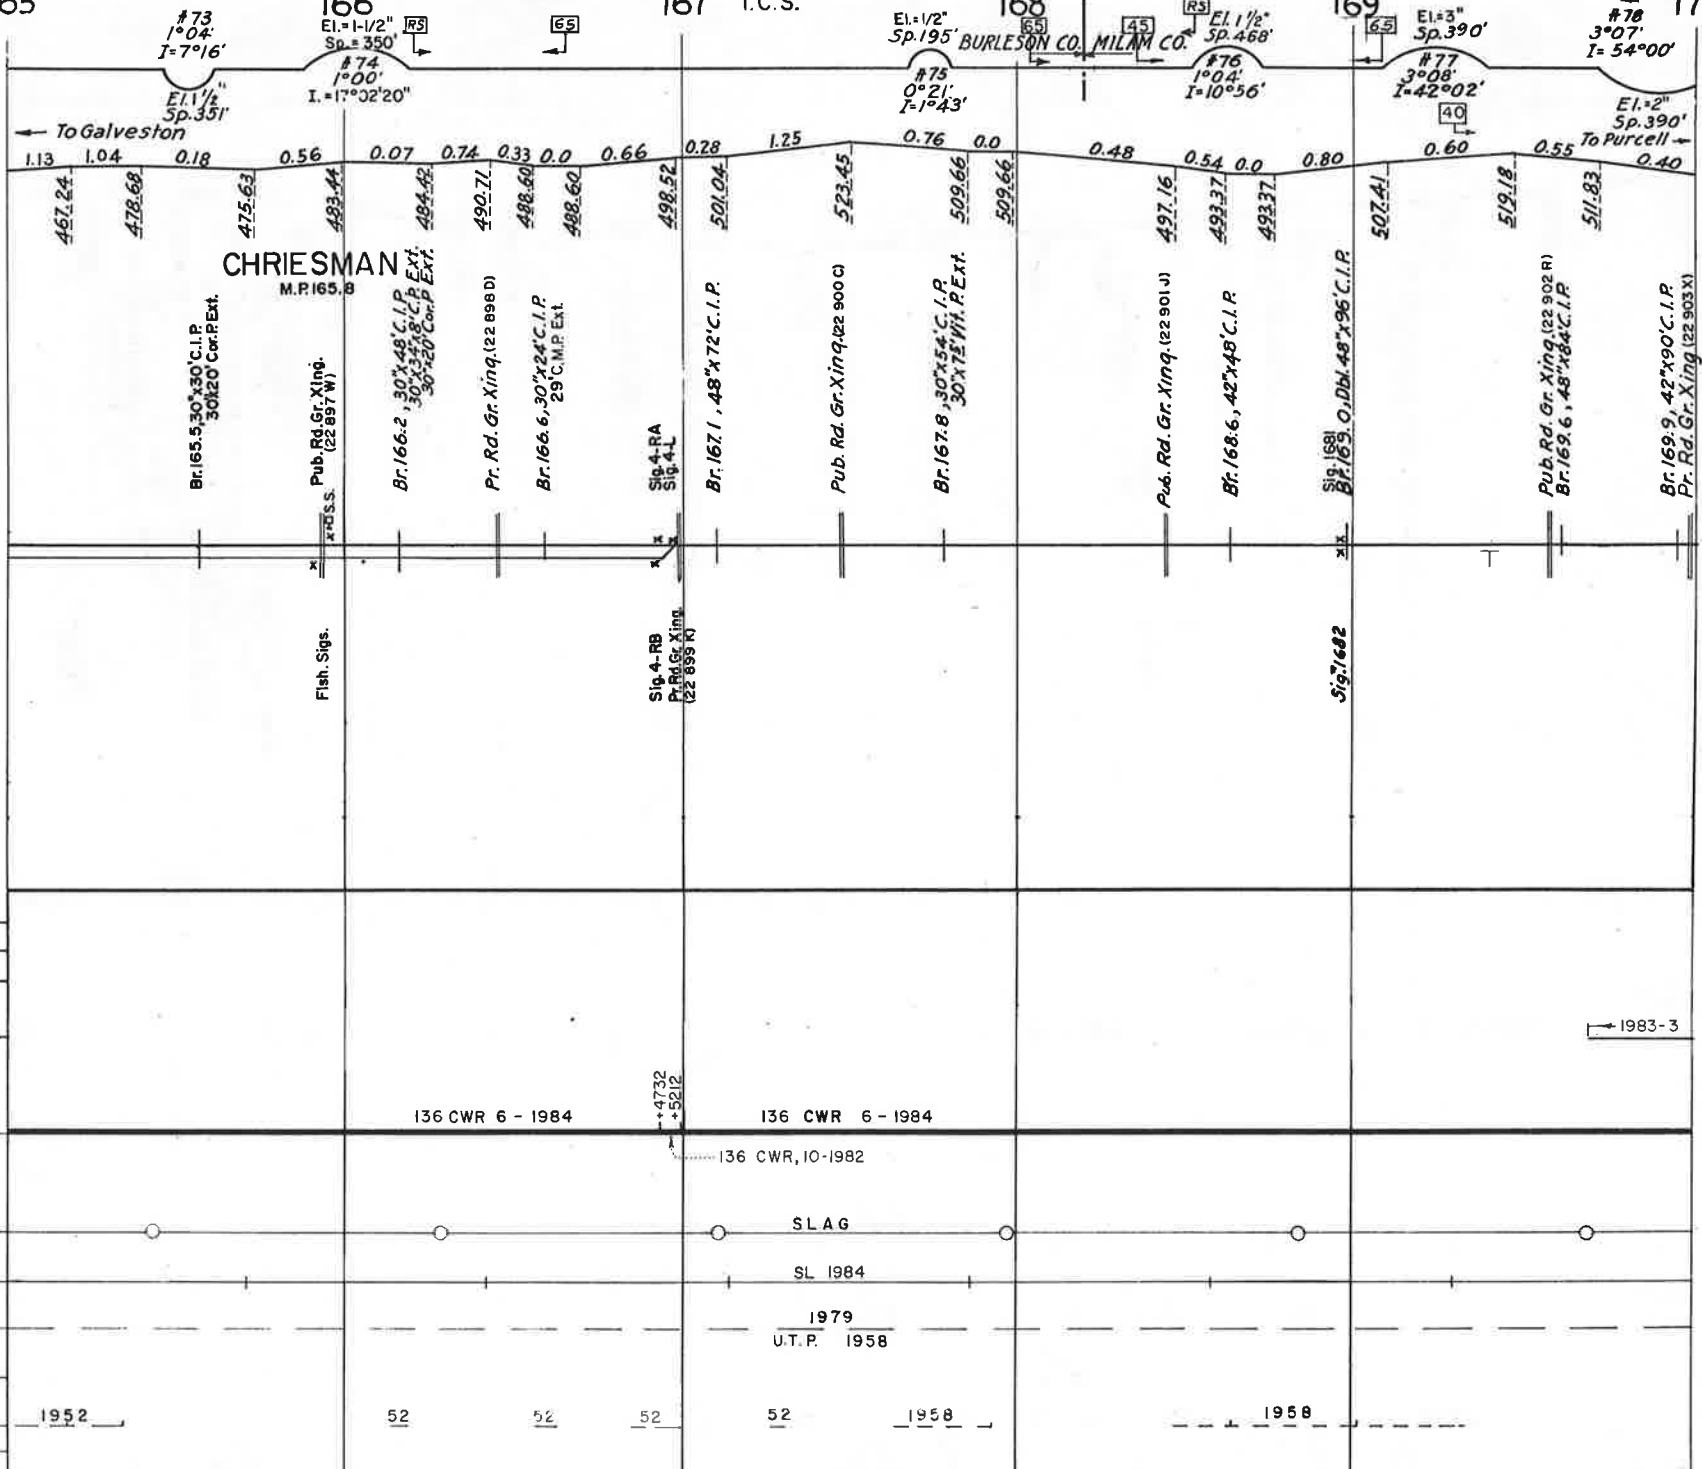 65
166
167
T.C.S.
168
169
17
#73
1°04'
I=7°16'
El. 1½"
Sp. 351'
El.=1-1/2"
Sp.=350'
#74
1°00'
I.=17°02'20"
RS
65
El.=1/2"
Sp. 195'
#75
0°21'
I=1°43'
65
BURLESON CO.
MILAM CO.
45
RS
El. 1½"
Sp. 468'
#76
1°04'
I=10°56'
65
El.=3"
Sp. 390'
#77
3°08'
I=42°02'
40
#78
3°07'
I=54°00'
El.=2"
Sp. 390'
To Galveston
To Purcell
1.13 1.04 0.18 0.56 0.07 0.74 0.33 0.0 0.66 0.28 1.25 0.76 0.0 0.48 0.54 0.0 0.80 0.60 0.55 0.40
467.24
478.68
475.63
483.44
484.42
490.71
488.60
488.60
498.52
501.04
523.45
509.66
509.66
497.16
493.37
493.37
507.41
519.18
511.83
CHRIESMAN
M.P. 165.8
Br. 165.5, 30"x30' C.I.P.
30"x20' Cor. P. Ext.
Pub. Rd. Gr. Xing.
(22 897 W)
D.S.S.
Br. 166.2, 30"x48' C.I.P.
30"x34"x8' C.P. Ext.
30"x20' Cor. P. Ext.
Pr. Rd. Gr. Xing. (22 898 D)
Br. 166.6, 30"x24' C.I.P.
29' C.M.P. Ext.
Sig. 4-RA
Sig. 4-L
Br. 167.1, 48"x72' C.I.P.
Pub. Rd. Gr. Xing. (22 900 C)
Br. 167.8, 30"x54' C.I.P.
30"x7½' Vit. P. Ext.
Pub. Rd. Gr. Xing. (22 901 J)
Br. 168.6, 42"x48' C.I.P.
Sig. 1681
Br. 169.0, Dbl. 48"x96' C.I.P.
Pub. Rd. Gr. Xing. (22 902 R)
Br. 169.6, 48"x84' C.I.P.
Br. 169.9, 42"x90' C.I.P.
Pr. Rd. Gr. Xing (22 903 X)
Flsh. Sigs.
Sig. 4-RB
Pr. Rd. Gr. Xing.
(22 899 K)
Sig. 1682
1983-3
+4732
+5212
136 CWR 6 - 1984
136 CWR 6 - 1984
136 CWR, 10-1982
SLAG
SL 1984
1979
U.T.P. 1958
1952
52
52
52
52
1958
1958